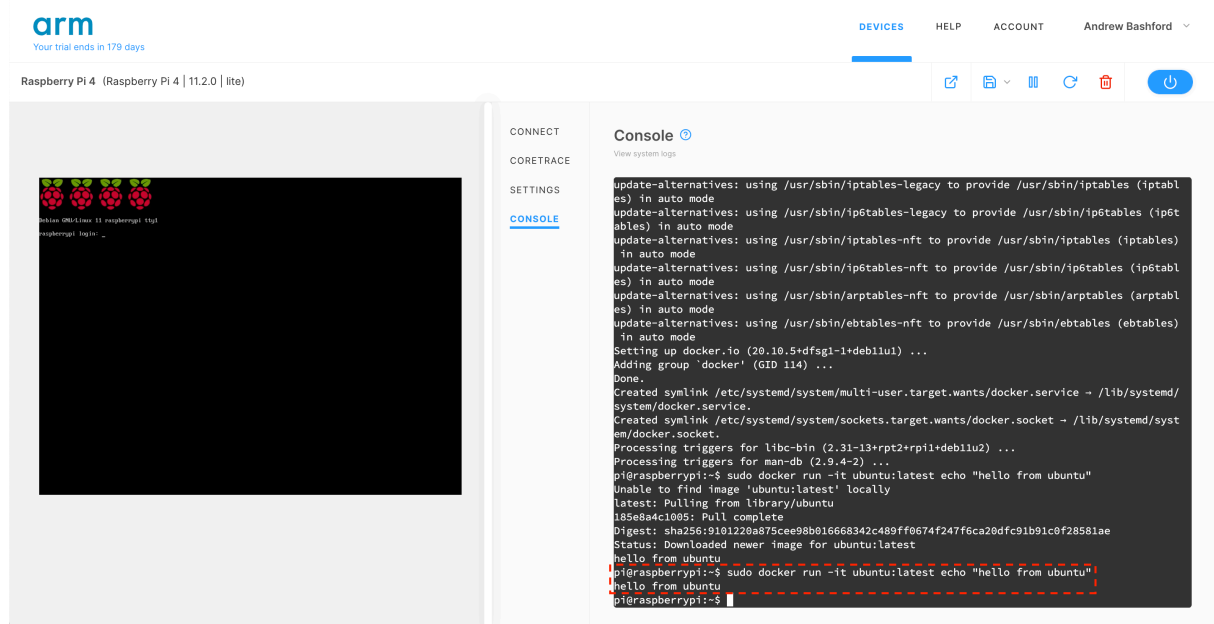 arm
Your trial ends in 179 days
DEVICES
HELP
ACCOUNT
Andrew Bashford
Raspberry Pi 4 (Raspberry Pi 4 | 11.2.0 | lite)
Debian GNU/Linux 11 raspberrypi tty1
raspberrypi login: _
CONNECT
CORETRACE
SETTINGS
CONSOLE
Console
View system logs
update-alternatives: using /usr/sbin/iptables-legacy to provide /usr/sbin/iptables (iptabl
es) in auto mode
update-alternatives: using /usr/sbin/ip6tables-legacy to provide /usr/sbin/ip6tables (ip6t
ables) in auto mode
update-alternatives: using /usr/sbin/iptables-nft to provide /usr/sbin/iptables (iptables)
 in auto mode
update-alternatives: using /usr/sbin/ip6tables-nft to provide /usr/sbin/ip6tables (ip6tabl
es) in auto mode
update-alternatives: using /usr/sbin/arptables-nft to provide /usr/sbin/arptables (arptabl
es) in auto mode
update-alternatives: using /usr/sbin/ebtables-nft to provide /usr/sbin/ebtables (ebtables)
 in auto mode
Setting up docker.io (20.10.5+dfsg1-1+deb11u1) ...
Adding group `docker' (GID 114) ...
Done.
Created symlink /etc/systemd/system/multi-user.target.wants/docker.service → /lib/systemd/
system/docker.service.
Created symlink /etc/systemd/system/sockets.target.wants/docker.socket → /lib/systemd/syst
em/docker.socket.
Processing triggers for libc-bin (2.31-13+rpt2+rpi1+deb11u2) ...
Processing triggers for man-db (2.9.4-2) ...
pi@raspberrypi:~$ sudo docker run -it ubuntu:latest echo "hello from ubuntu"
Unable to find image 'ubuntu:latest' locally
latest: Pulling from library/ubuntu
185e8a4c1005: Pull complete
Digest: sha256:9101220a875cee98b016668342c489ff0674f247f6ca20dfc91b91c0f28581ae
Status: Downloaded newer image for ubuntu:latest
hello from ubuntu
pi@raspberrypi:~$ sudo docker run -it ubuntu:latest echo "hello from ubuntu"
hello from ubuntu
pi@raspberrypi:~$